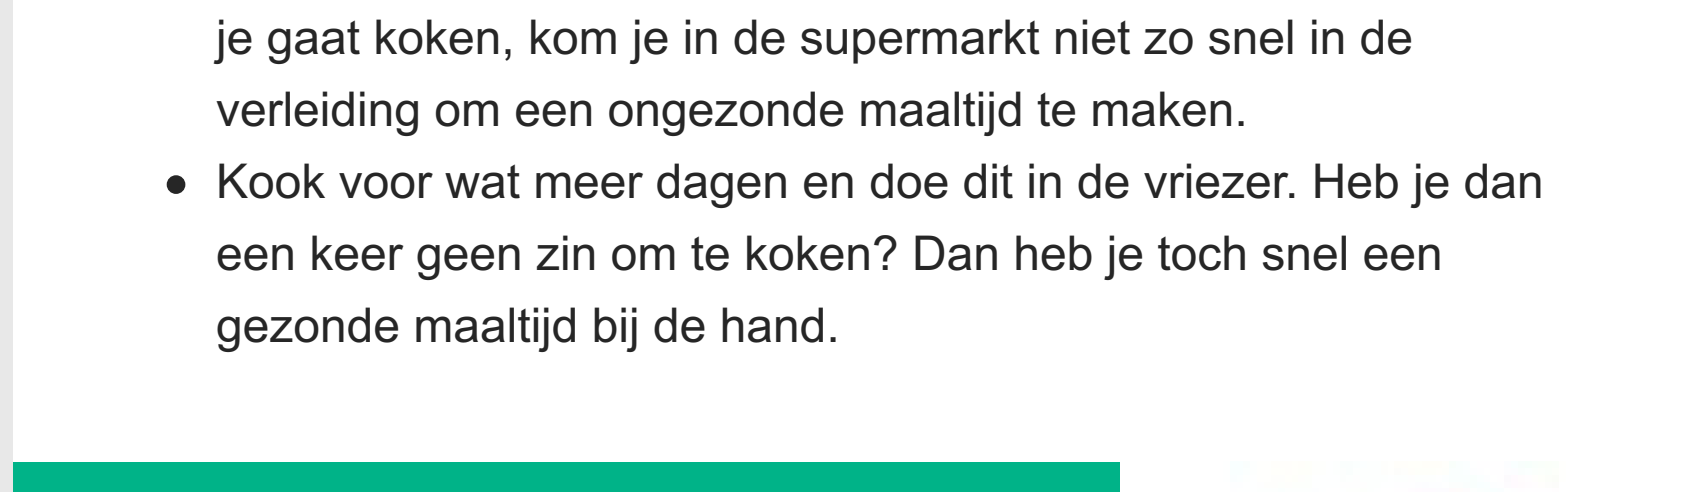 je gaat koken, kom je in de supermarkt niet zo snel in de
verleiding om een ongezonde maaltijd te maken.
● Kook voor wat meer dagen en doe dit in de vriezer. Heb je dan
een keer geen zin om te koken? Dan heb je toch snel een
gezonde maaltijd bij de hand.